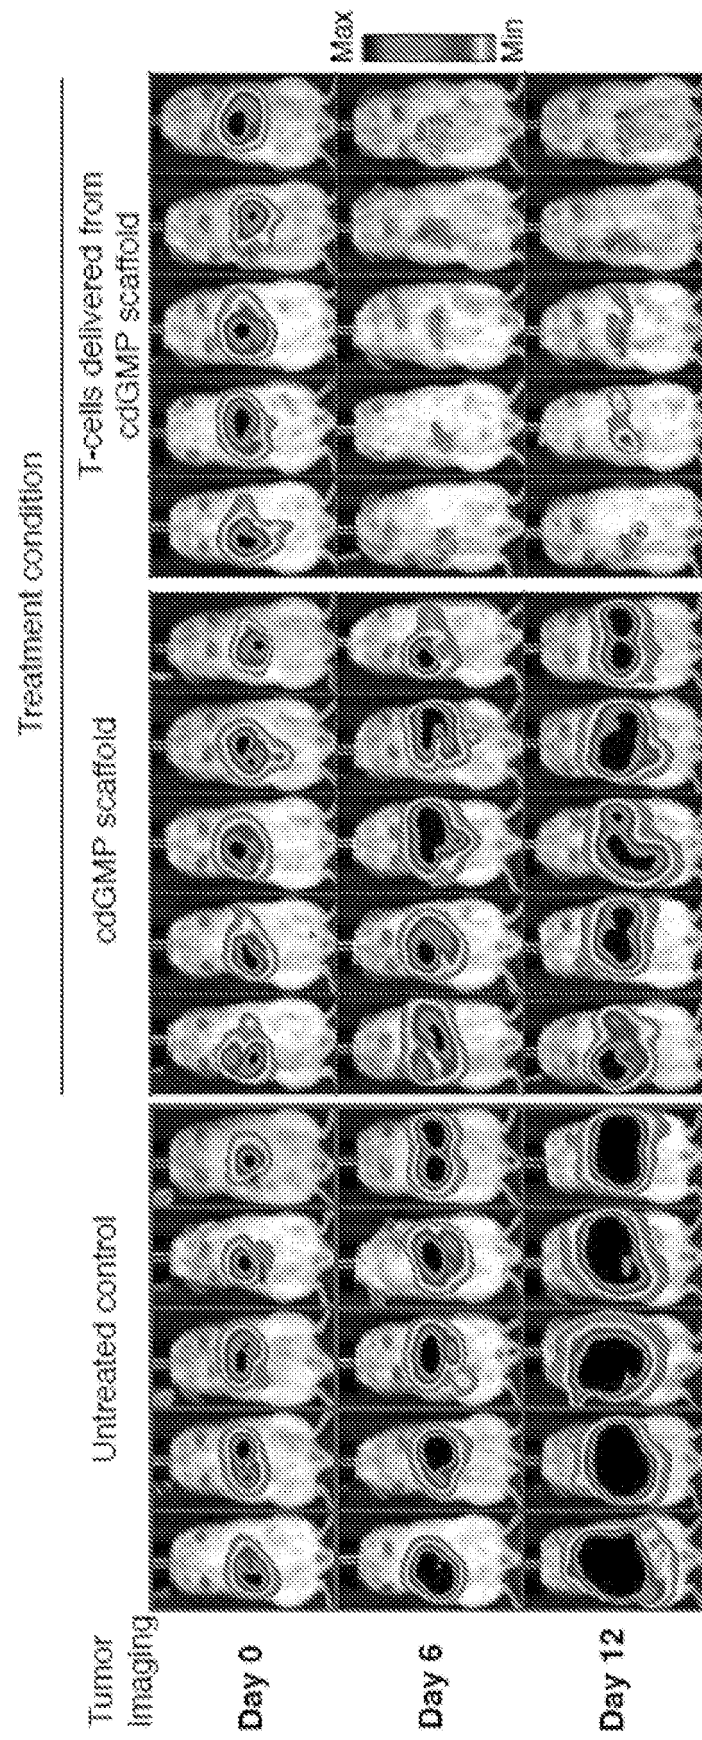 Treatment condition
Tumor
Imaging
Untreated control
cdGMP scaffold
T-cells delivered from
cdGMP scaffold
Day 0
Day 6
Day 12
Max
Min